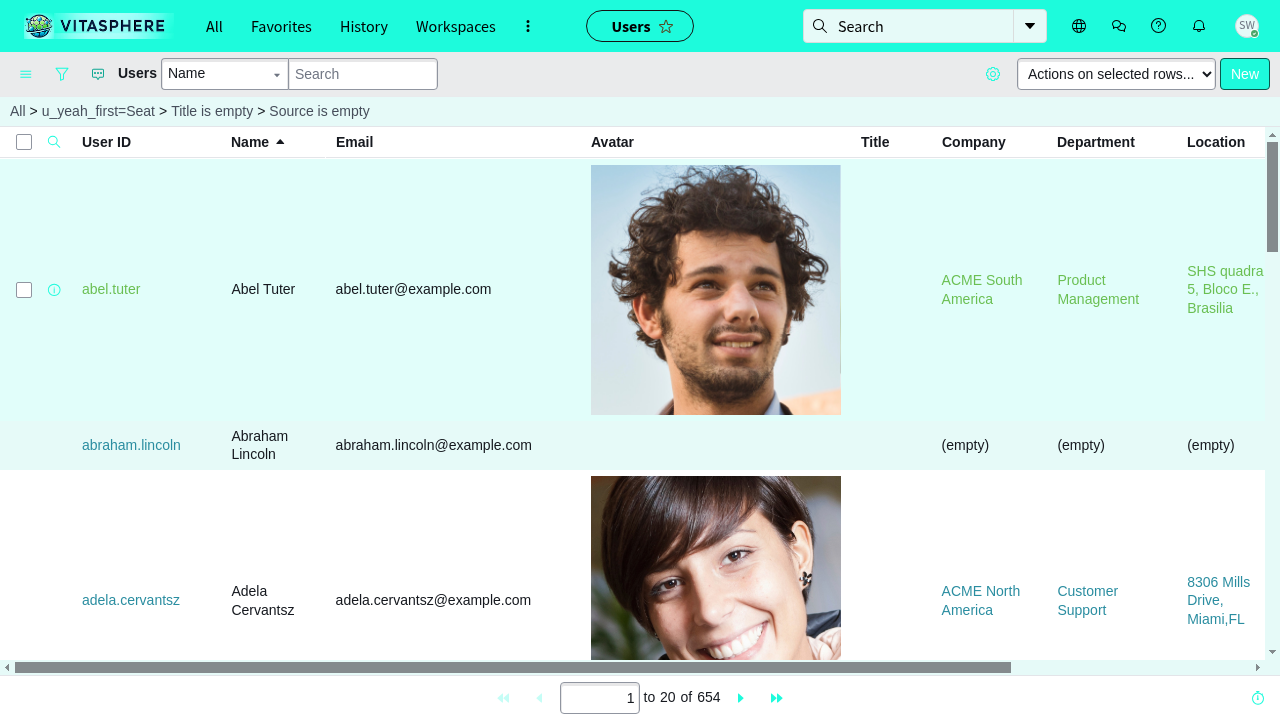 VITASPHERE All Favorites History Workspaces Users Search SW
Users Name Search Actions on selected rows... New
All > u_yeah_first=Seat > Title is empty > Source is empty
User ID Name Email Avatar Title Company Department Location
abel.tuter Abel Tuter abel.tuter@example.com ACME South America Product Management SHS quadra 5, Bloco E., Brasilia
abraham.lincoln Abraham Lincoln abraham.lincoln@example.com (empty) (empty) (empty)
adela.cervantsz Adela Cervantsz adela.cervantsz@example.com ACME North America Customer Support 8306 Mills Drive, Miami,FL
1 to 20 of 654